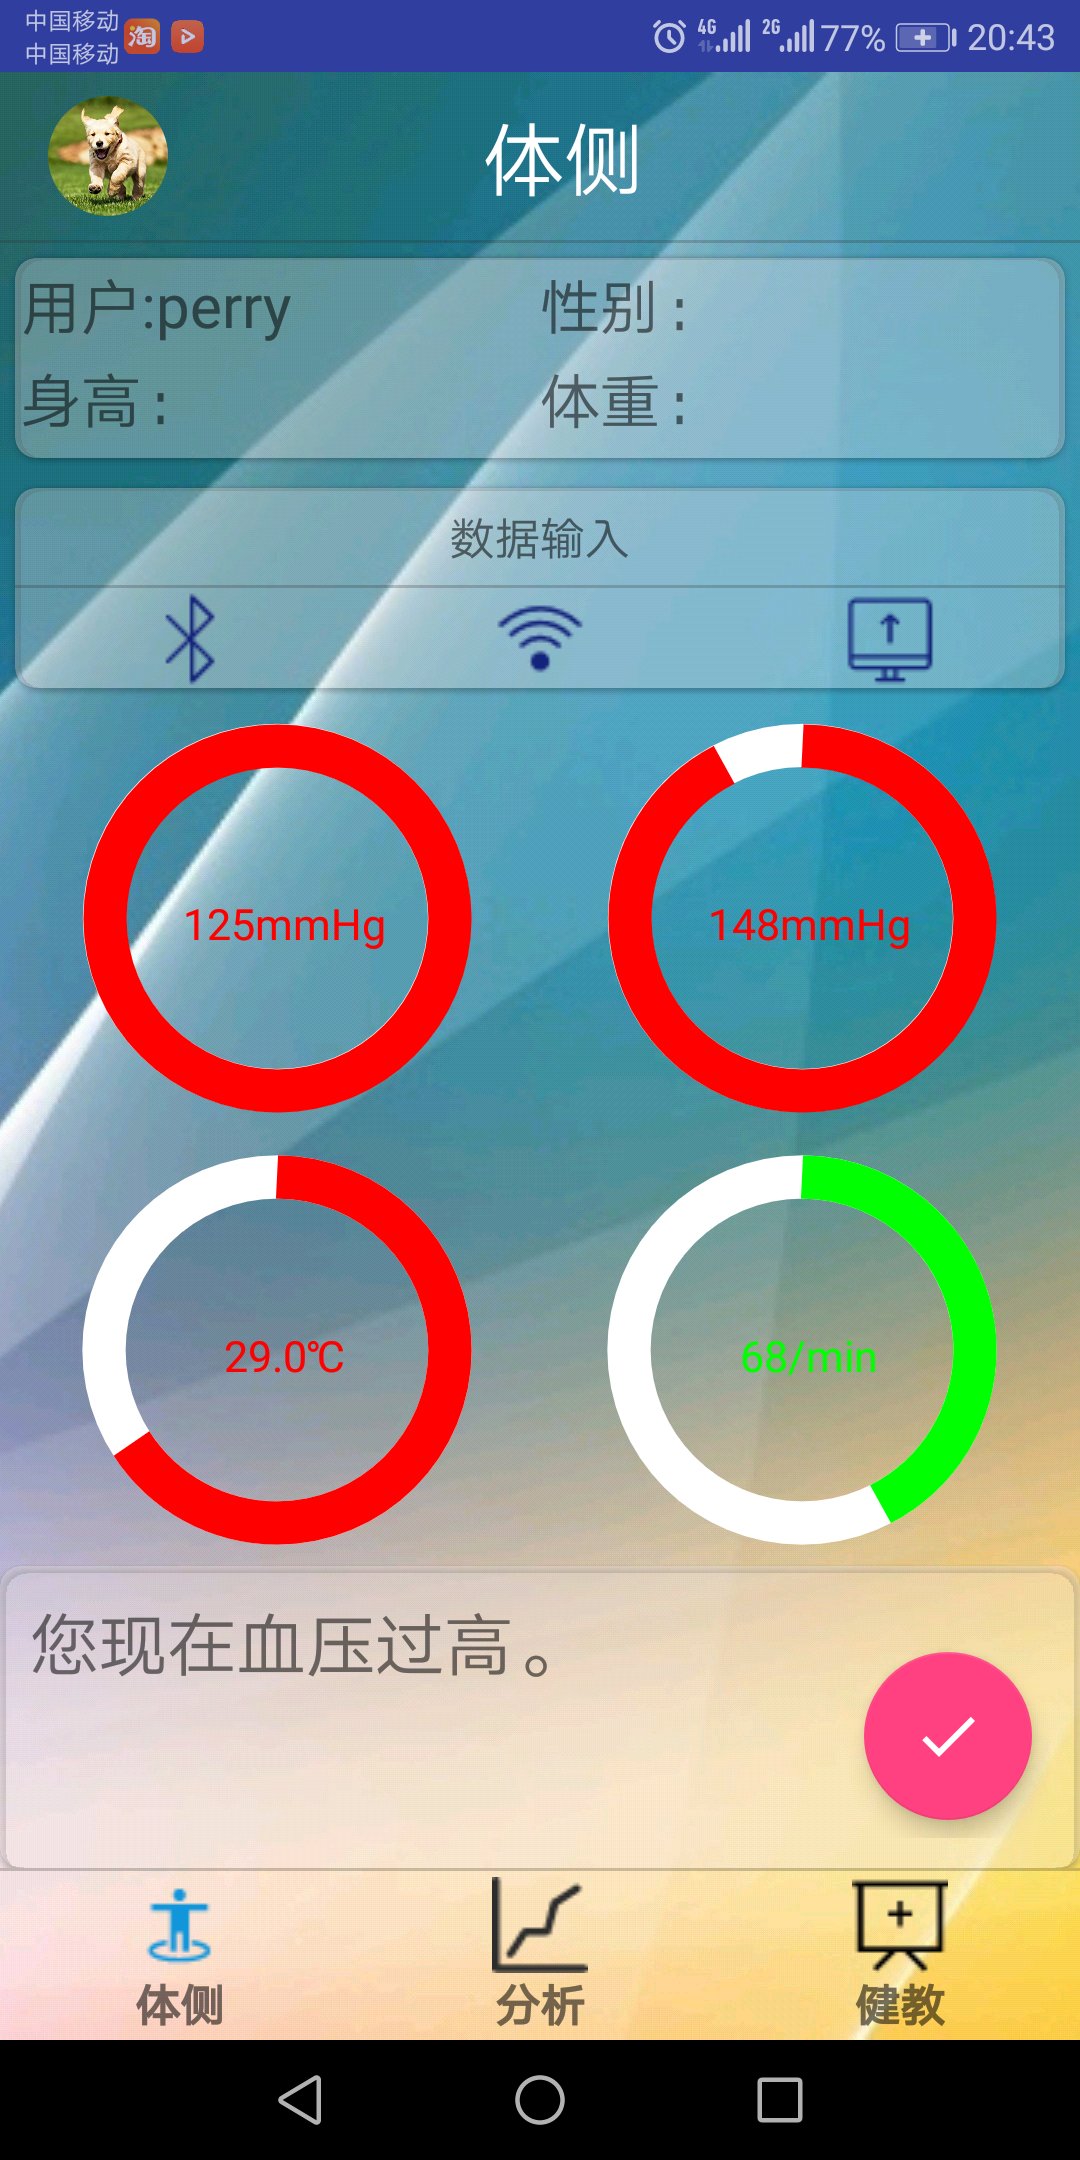 中国移动
中国移动
淘
4G 2G 77% 20:43
体侧
用户:perry 性别:
身高: 体重:
数据输入
125mmHg 148mmHg
29.0℃ 68/min
您现在血压过高。
体侧 分析 健教